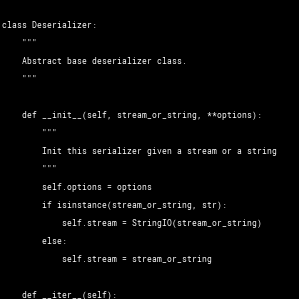 class Deserializer:
    """
    Abstract base deserializer class.
    """

    def __init__(self, stream_or_string, **options):
        """
        Init this serializer given a stream or a string
        """
        self.options = options
        if isinstance(stream_or_string, str):
            self.stream = StringIO(stream_or_string)
        else:
            self.stream = stream_or_string

    def __iter__(self):